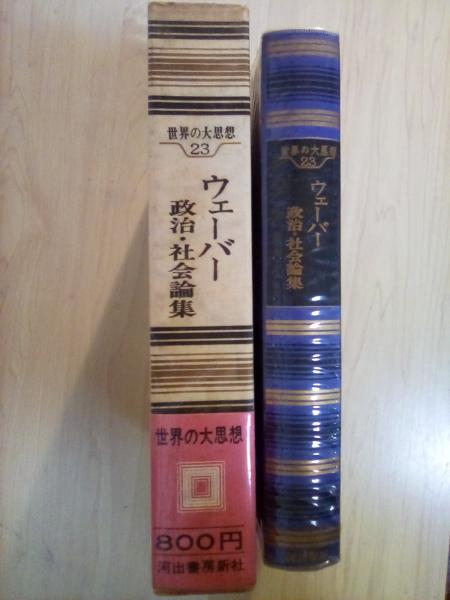 世界の大思想
23
ウェーバー
政治・社会論集
世界の大思想
800円
河出書房新社
世界の大思想
23
ウェーバー
政治・社会論集